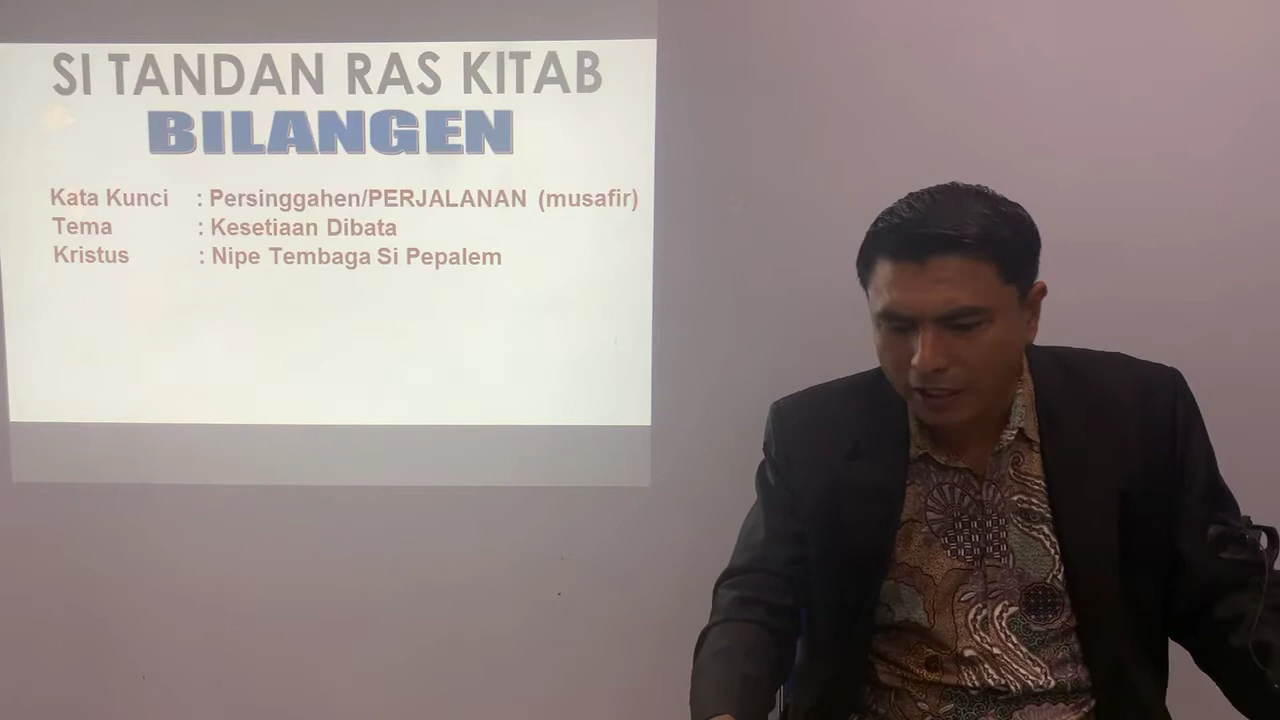 SI TANDAN RAS KITAB
BILANGEN
Kata Kunci : Persinggahen/PERJALANAN (musafir)
Tema : Kesetiaan Dibata
Kristus : Nipe Tembaga Si Pepalem